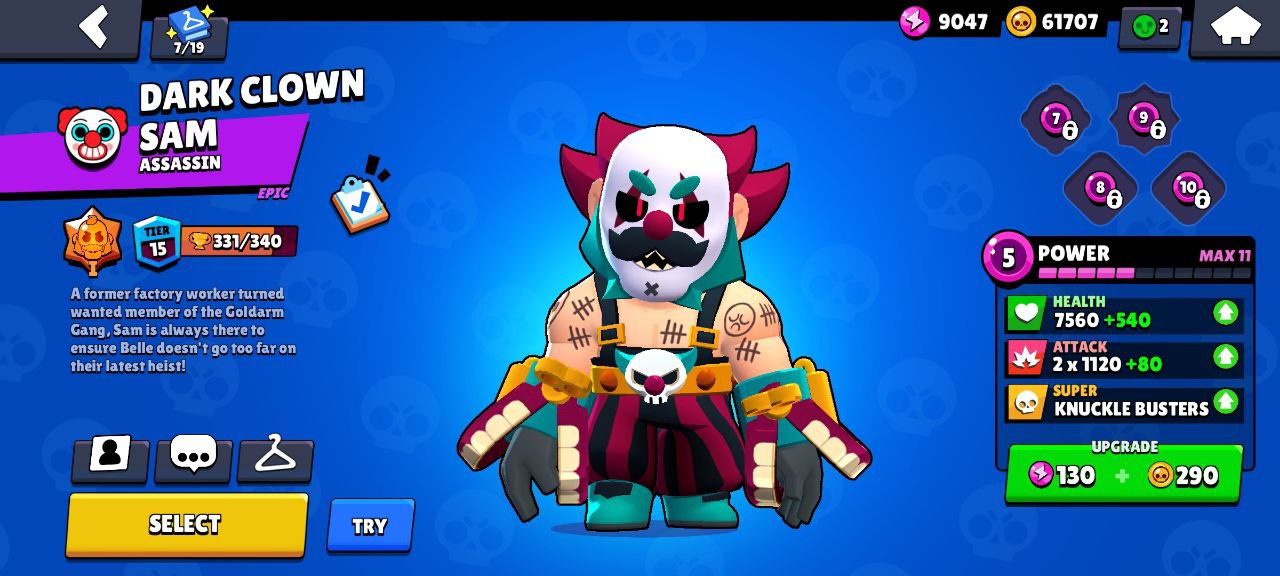 7/19
9047
61707
2
DARK CLOWN
SAM
ASSASSIN
EPIC
TIER
15
331/340
A former factory worker turned
wanted member of the Goldarm
Gang, Sam is always there to
ensure Belle doesn't go too far on
their latest heist!
SELECT
TRY
7
9
8
10
5
POWER
MAX 11
HEALTH
7560 +540
ATTACK
2 x 1120 +80
SUPER
KNUCKLE BUSTERS
UPGRADE
130 + 290